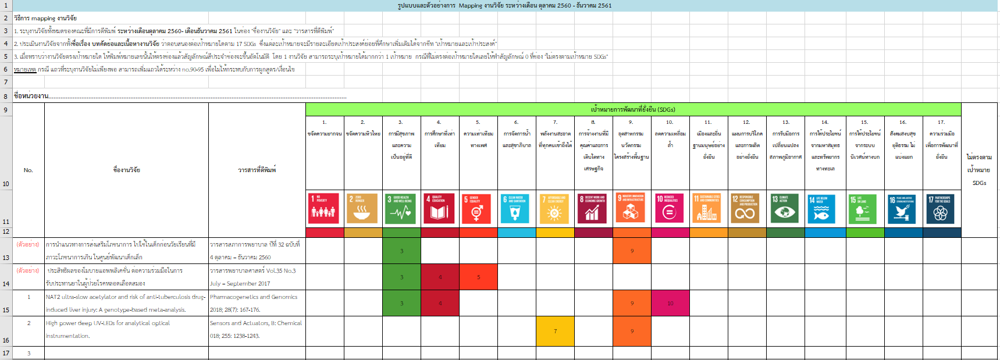 1 รูปแบบและตัวอย่างการ Mapping งานวิจัย ระหว่างเดือน ตุลาคม 2560 - ธันวาคม 2561
2 วิธีการ mapping งานวิจัย
3 1. ระบุงานวิจัยทั้งหมดของคณะที่มีการตีพิมพ์ ระหว่างเดือนตุลาคม 2560- เดือนธันวาคม 2561 ในช่อง "ชื่องานวิจัย" และ "วารสารที่ตีพิมพ์"
4 2. ประเมินงานวิจัยจากทั้งชื่อเรื่อง บทคัดย่อและเนื้อหางานวิจัย ว่าตอบสนองต่อเป้าหมายใดตาม 17 SDGs ซึ่งแต่ละเป้าหมายจะมีรายละเอียดเป้าประสงค์ย่อยที่ศึกษาเพิ่มเติมได้จากชีท "เป้าหมายและเป้าประสงค์"
5 3. เมื่อทราบว่างานวิจัยตรงเป้าหมายใด ให้พิมพ์หมายเลขนั้นให้ตรงช่องแล้วสัญลักษณ์สีประจำช่องจะขึ้นอัตโนมัติ โดย 1 งานวิจัย สามารถระบุเป้าหมายได้มากกว่า 1 เป้าหมาย กรณีที่ไม่ตรงต่อเป้าหมายใดเลยให้ทำสัญลักษณ์ 0 ที่ช่อง "ไม่ตรงตามเป้าหมาย SDGs"
6 หมายเหตุ กรณี แถวที่ระบุงานวิจัยไม่เพียงพอ สามารถเพิ่มแถวได้ระหว่าง no.90-95 เพื่อไม่ให้กระทบกับการผูกสูตร/เงื่อนไข
7
8 ชื่อหน่วยงาน
9 เป้าหมายการพัฒนาที่ยั่งยืน (SDGs)
10 No.
ชื่องานวิจัย
วารสารที่ตีพิมพ์
1.
ขจัดความยากจน
2.
ขจัดความหิวโหย
3.
การมีสุขภาพ
และความ
เป็นอยู่ที่ดี
4.
การศึกษาที่เท่า
เทียม
5.
ความเท่าเทียม
ทางเพศ
6.
การจัดการน้ำ
และสุขาภิบาล
7.
พลังงานสะอาด
ที่ทุกคนเข้าถึงได้
8.
การจ้างงานที่มี
คุณค่าและการ
เติบโตทาง
เศรษฐกิจ
9.
อุตสาหกรรม
นวัตกรรม
โครงสร้างพื้นฐาน
10.
ลดความเหลื่อม
ล้ำ
11.
เมืองและถิ่น
ฐานมนุษย์อย่าง
ยั่งยืน
12.
แผนการบริโภค
และการผลิต
อย่างยั่งยืน
13.
การรับมือการ
เปลี่ยนแปลง
สภาพภูมิอากาศ
14.
การใช้ประโยชน์
จากมหาสมุทร
และทรัพยากร
ทางทะเล
15.
การใช้ประโยชน์
จากระบบ
นิเวศน์ทางบก
16.
สังคมสงบสุข
ยุติธรรม ไม่
แบ่งแยก
17.
ความร่วมมือ
เพื่อการพัฒนาที่
ยั่งยืน
ไม่ตรงตาม
เป้าหมาย
SDGs
11
1 NO POVERTY
2 ZERO HUNGER
3 GOOD HEALTH AND WELL-BEING
4 QUALITY EDUCATION
5 GENDER EQUALITY
6 CLEAN WATER AND SANITATION
7 AFFORDABLE AND CLEAN ENERGY
8 DECENT WORK AND ECONOMIC GROWTH
9 INDUSTRY, INNOVATION AND INFRASTRUCTURE
10 REDUCED INEQUALITIES
11 SUSTAINABLE CITIES AND COMMUNITIES
12 RESPONSIBLE CONSUMPTION AND PRODUCTION
13 CLIMATE ACTION
14 LIFE BELOW WATER
15 LIFE ON LAND
16 PEACE AND JUSTICE
17 PARTNERSHIPS FOR THE GOALS
12
13 (ตัวอย่าง) การนำแนวทางการส่งเสริมโภชนาการ ไปใช้ในเด็กก่อนวัยเรียนที่มี
ภาวะโภชนาการเกิน ในศูนย์พัฒนาเด็กเล็ก
วารสารสภาการพยาบาล ปีที่ 32 ฉบับที่
4 ตุลาคม – ธันวาคม 2560
3 9
14 (ตัวอย่าง) ประสิทธิผลของโมบายแอพพลิเคชั่น ต่อความร่วมมือในการ
รับประทานยาในผู้ป่วยโรคหลอดเลือดสมอง
วารสารพยาบาลศาสตร์ Vol.35 No.3
July – September 2017
3 4 5
15 1 NAT2 ultra-slow acetylator and risk of anti-tuberculosis drug-
induced liver injury: A genotype-based meta-analysis.
Pharmacogenetics and Genomics
2018; 28(7): 167-176.
3 4 9 10
16 2 High power deep UV-LEDs for analytical optical
instrumentation.
Sensors and Actuators, B: Chemical
018; 255: 1238-1243.
7 9
17 3